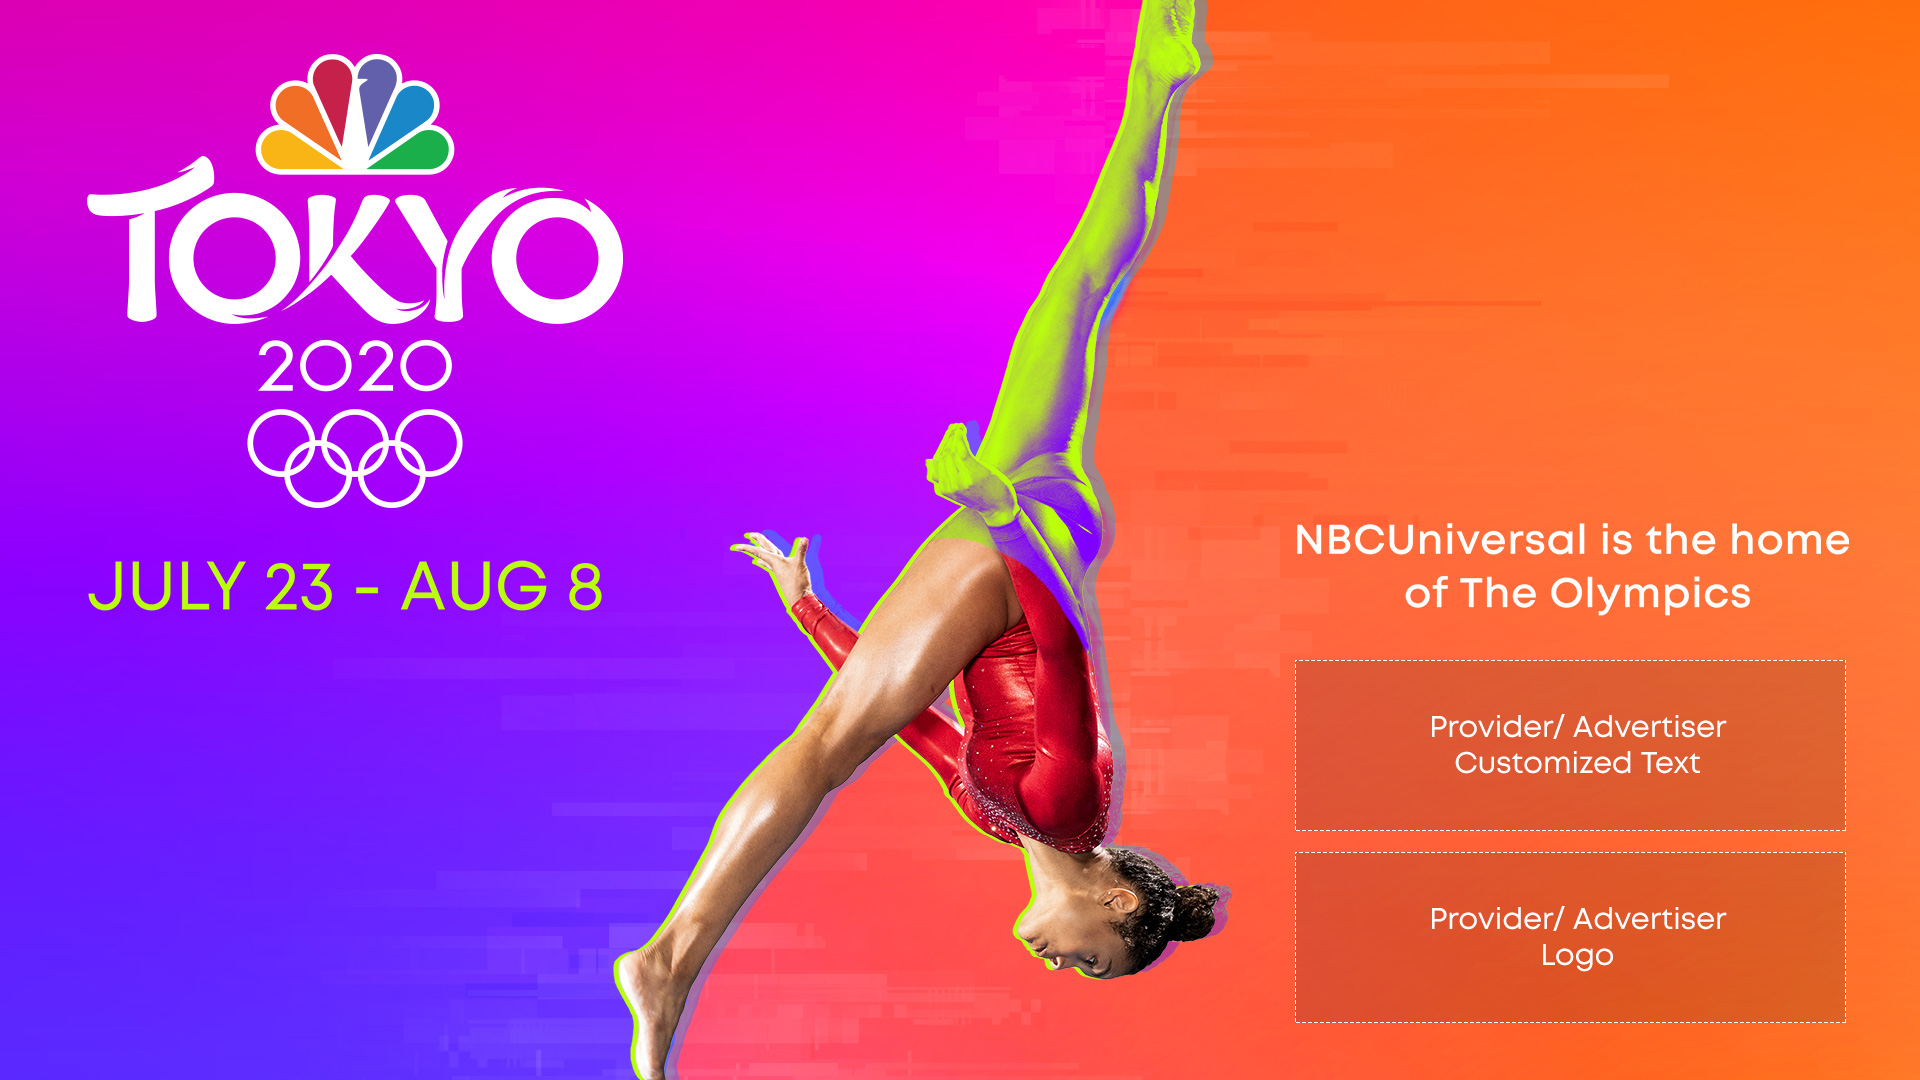 TOKYO
2020
JULY 23 - AUG 8
NBCUniversal is the home
of The Olympics
Provider/ Advertiser
Customized Text
Provider/ Advertiser
Logo